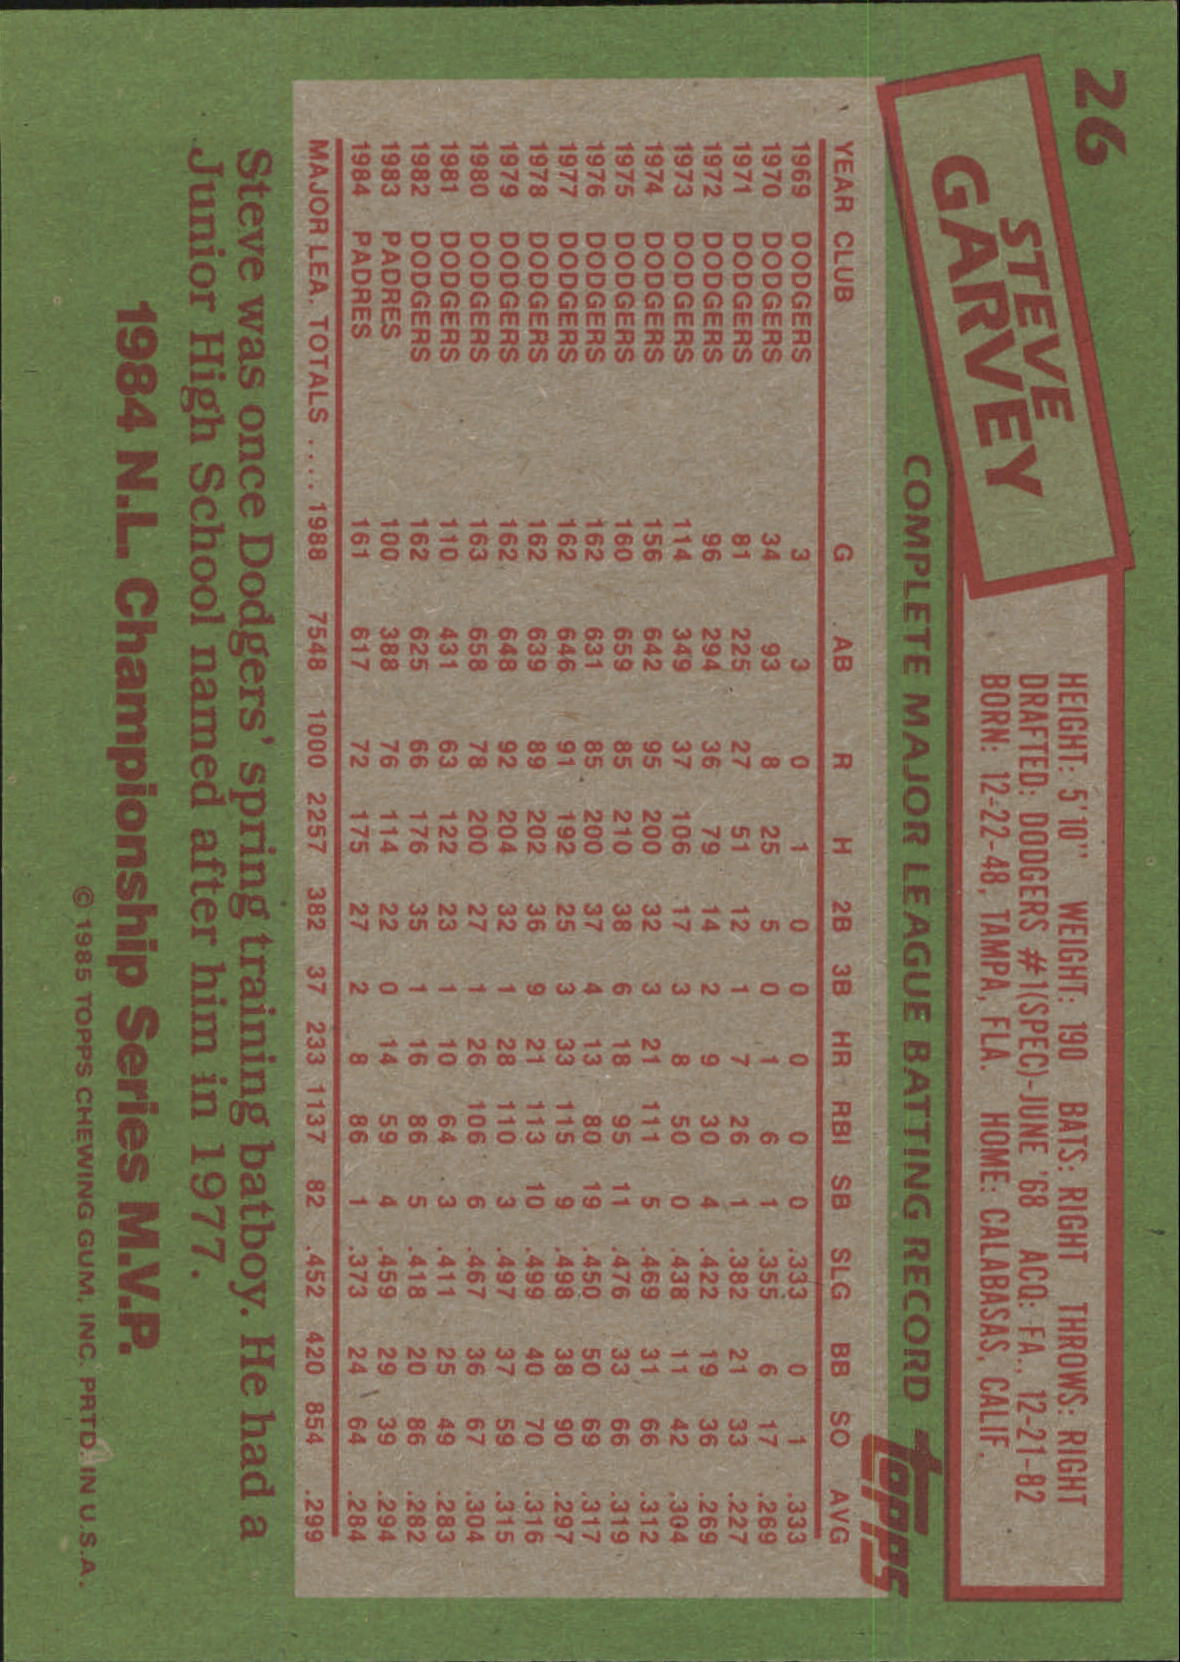 26
STEVE
GARVEY
HEIGHT: 5'10" WEIGHT: 190 BATS: RIGHT THROWS: RIGHT
DRAFTED: DODGERS #1(SPEC)-JUNE '68 ACQ: F.A., 12-21-82
BORN: 12-22-48, TAMPA, FLA. HOME: CALABASAS, CALIF.
COMPLETE MAJOR LEAGUE BATTING RECORD topps
YEAR CLUB G AB R H 2B 3B HR RBI SB SLG BB SO AVG
1969 DODGERS 3 3 0 1 0 0 0 0 0 .333 0 1 .333
1970 DODGERS 34 93 8 25 5 0 1 6 1 .355 6 17 .269
1971 DODGERS 81 225 27 51 12 1 7 26 1 .382 21 33 .227
1972 DODGERS 96 294 36 79 14 2 9 30 4 .422 19 36 .269
1973 DODGERS 114 349 37 106 17 3 8 50 0 .438 11 42 .304
1974 DODGERS 156 642 95 200 32 3 21 111 5 .469 31 66 .312
1975 DODGERS 160 659 85 210 38 6 18 95 11 .476 33 66 .319
1976 DODGERS 162 631 85 200 37 4 13 80 19 .450 50 69 .317
1977 DODGERS 162 646 91 192 25 3 33 115 9 .498 38 90 .297
1978 DODGERS 162 639 89 202 36 9 21 113 10 .499 40 70 .316
1979 DODGERS 162 648 92 204 32 1 28 110 3 .497 37 59 .315
1980 DODGERS 163 658 78 200 27 1 26 106 6 .467 36 67 .304
1981 DODGERS 110 431 63 122 23 1 10 64 3 .411 25 49 .283
1982 DODGERS 162 625 66 176 35 1 16 86 5 .418 20 86 .282
1983 PADRES 100 388 76 114 22 0 14 59 4 .459 29 39 .294
1984 PADRES 161 617 72 175 27 2 8 86 1 .373 24 64 .284
MAJOR LEA. TOTALS .... 1988 7548 1000 2257 382 37 233 1137 82 .452 420 854 .299
Steve was once Dodgers' spring training batboy. He had a
Junior High School named after him in 1977.
1984 N.L. Championship Series M.V.P.
© 1985 TOPPS CHEWING GUM, INC. PRTD. IN U.S.A.